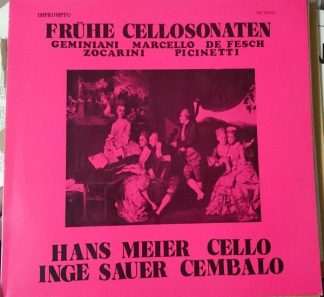 IMPROMPTU
FRÜHE CELLOSONATEN
GEMINIANI MARCELLO DE FESCH
ZOCARINI PICINETTI
HANS MEIER CELLO
INGE SAUER CEMBALO